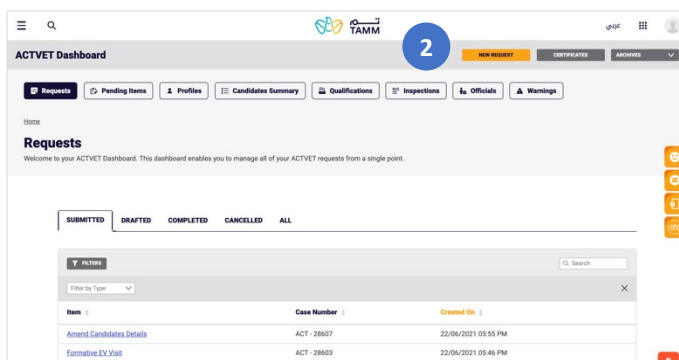 تم
TAMM
عربي
2
ACTVET Dashboard
NEW REQUEST
CERTIFICATES
ARCHIVES
Requests
Pending Items
Profiles
Candidates Summary
Qualifications
Inspections
Officials
Warnings
Home
Requests
Welcome to your ACTVET Dashboard. This dashboard enables you to manage all of your ACTVET requests from a single point.
SUBMITTED DRAFTED COMPLETED CANCELLED ALL
FILTERS
Search
Filter by Type
Item Case Number Created On
Amend Candidates Details ACT - 28607 22/06/2021 05:55 PM
Formative EV Visit ACT - 28603 22/06/2021 05:46 PM